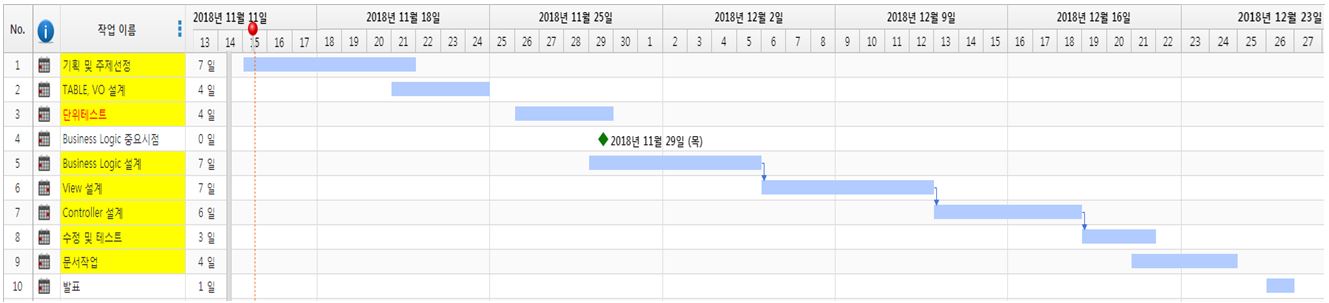 2018년 11월 11일 2018년 11월 18일 2018년 11월 25일 2018년 12월 2일 2018년 12월 9일 2018년 12월 16일 2018년 12월 23일
No. i 작업 이름
13 14 15 16 17 18 19 20 21 22 23 24 25 26 27 28 29 30 1 2 3 4 5 6 7 8 9 10 11 12 13 14 15 16 17 18 19 20 21 22 23 24 25 26 27
1 기획 및 주제선정 7 일
2 TABLE, VO 설계 4 일
3 단위테스트 4 일
4 Business Logic 중요시점 0 일 2018년 11월 29일 (목)
5 Business Logic 설계 7 일
6 View 설계 7 일
7 Controller 설계 6 일
8 수정 및 테스트 3 일
9 문서작업 4 일
10 발표 1 일